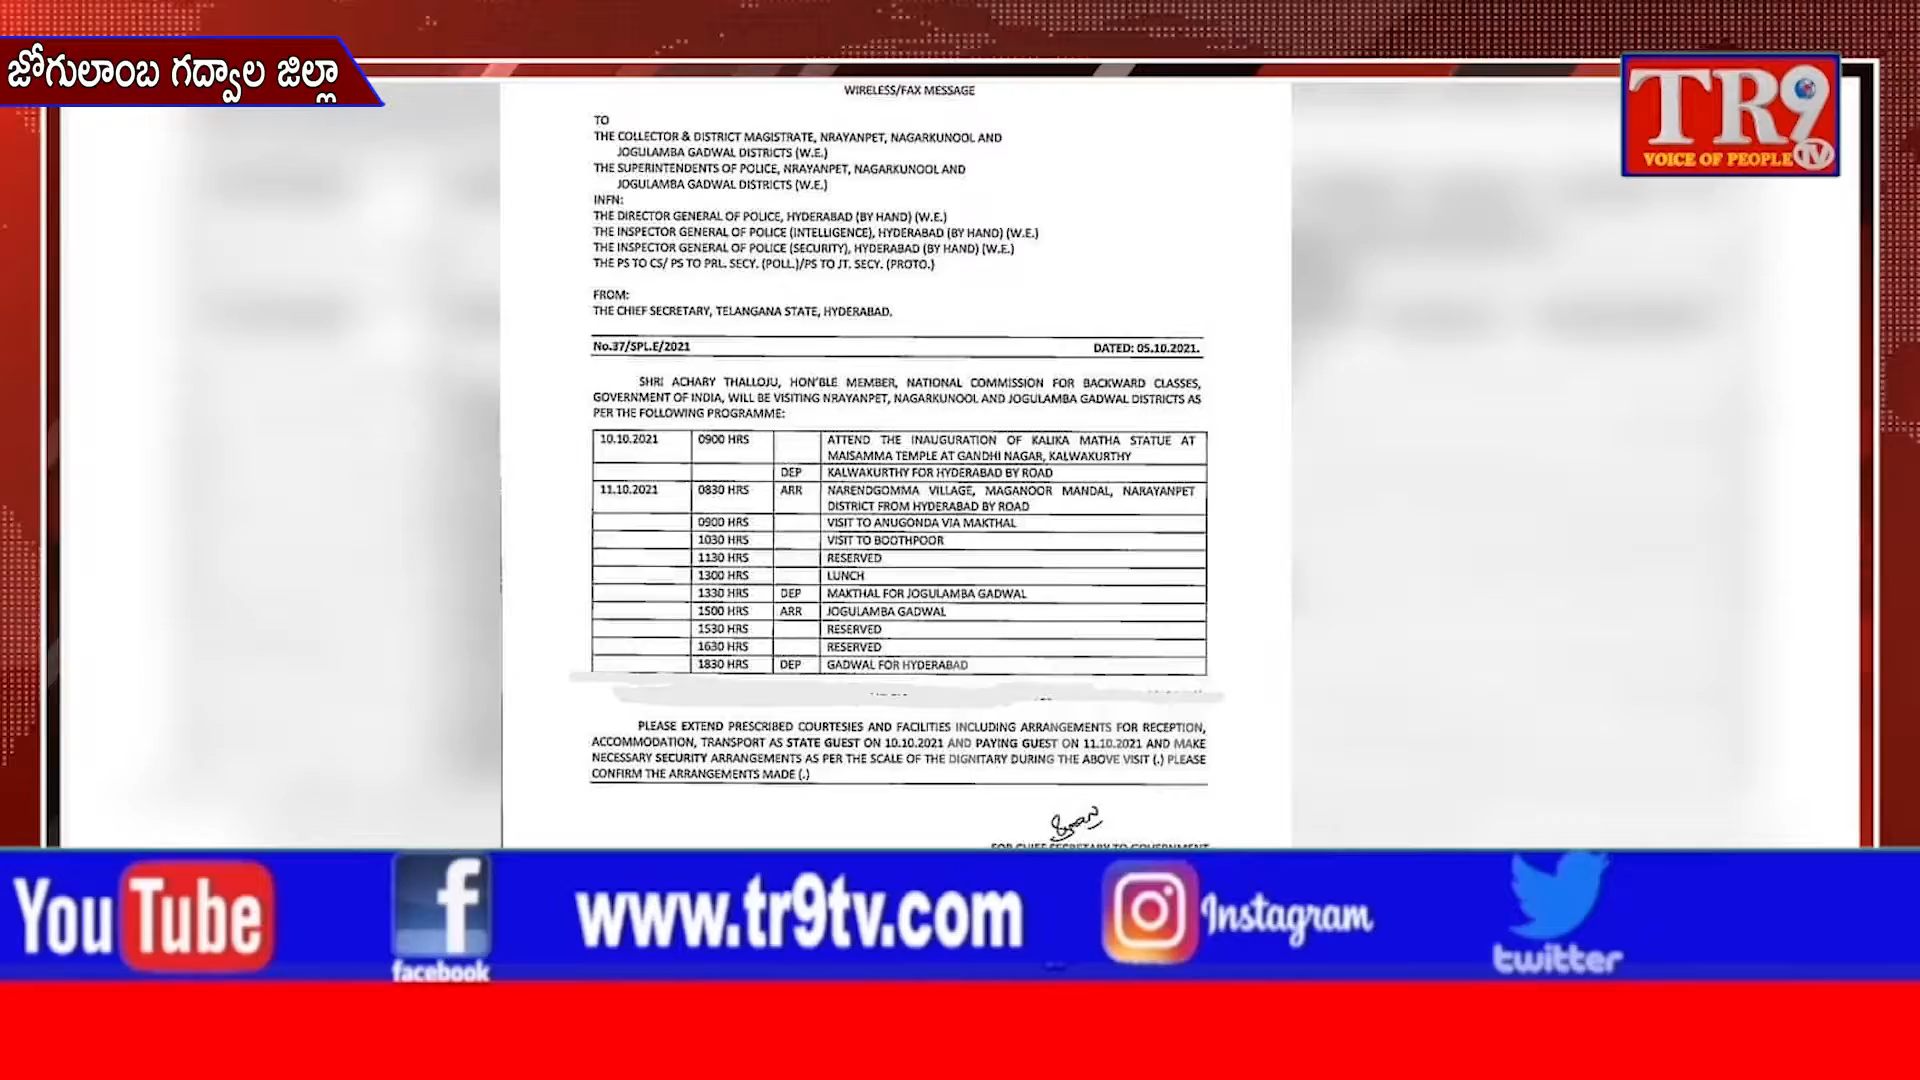 జోగులాంబ గద్వాల జిల్లా
TR9
TV
VOICE OF PEOPLE
WIRELESS/FAX MESSAGE
TO
THE COLLECTOR & DISTRICT MAGISTRATE, NRAYANPET, NAGARKUNOOL AND
JOGULAMBA GADWAL DISTRICTS (W.E.)
THE SUPERINTENDENTS OF POLICE, NRAYANPET, NAGARKUNOOL AND
JOGULAMBA GADWAL DISTRICTS (W.E.)
INFN:
THE DIRECTOR GENERAL OF POLICE, HYDERABAD (BY HAND) (W.E.)
THE INSPECTOR GENERAL OF POLICE (INTELLIGENCE), HYDERABAD (BY HAND) (W.E.)
THE INSPECTOR GENERAL OF POLICE (SECURITY), HYDERABAD (BY HAND) (W.E.)
THE PS TO CS/ PS TO PRL. SECY. (POLL.)/PS TO JT. SECY. (PROTO.)
FROM:
THE CHIEF SECRETARY, TELANGANA STATE, HYDERABAD.
No.37/SPL.E/2021 DATED: 05.10.2021.
SHRI ACHARY THALLOJU, HON'BLE MEMBER, NATIONAL COMMISSION FOR BACKWARD CLASSES,
GOVERNMENT OF INDIA, WILL BE VISITING NRAYANPET, NAGARKUNOOL AND JOGULAMBA GADWAL DISTRICTS AS
PER THE FOLLOWING PROGRAMME:
10.10.2021 0900 HRS ATTEND THE INAUGURATION OF KALIKA MATHA STATUE AT
MAISAMMA TEMPLE AT GANDHI NAGAR, KALWAKURTHY
DEP KALWAKURTHY FOR HYDERABAD BY ROAD
11.10.2021 0830 HRS ARR NARENDGOMMA VILLAGE, MAGANOOR MANDAL, NARAYANPET
DISTRICT FROM HYDERABAD BY ROAD
0900 HRS VISIT TO ANUGONDA VIA MAKTHAL
1030 HRS VISIT TO BOOTHPOOR
1130 HRS RESERVED
1300 HRS LUNCH
1330 HRS DEP MAKTHAL FOR JOGULAMBA GADWAL
1500 HRS ARR JOGULAMBA GADWAL
1530 HRS RESERVED
1630 HRS RESERVED
1830 HRS DEP GADWAL FOR HYDERABAD
PLEASE EXTEND PRESCRIBED COURTESIES AND FACILITIES INCLUDING ARRANGEMENTS FOR RECEPTION,
ACCOMMODATION, TRANSPORT AS STATE GUEST ON 10.10.2021 AND PAYING GUEST ON 11.10.2021 AND MAKE
NECESSARY SECURITY ARRANGEMENTS AS PER THE SCALE OF THE DIGNITARY DURING THE ABOVE VISIT (.) PLEASE
CONFIRM THE ARRANGEMENTS MADE (.)
FOR CHIEF SECRETARY TO GOVERNMENT
YouTube
facebook
www.tr9tv.com
Instagram
twitter